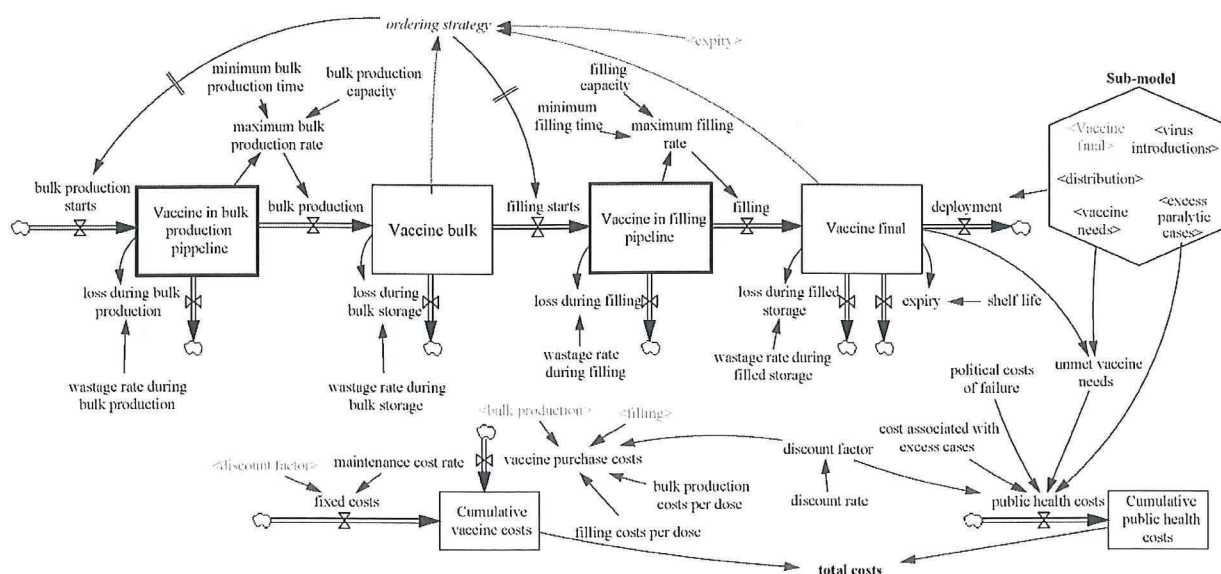 ordering strategy
<expiry>
minimum bulk
production time
bulk production
capacity
filling
capacity
minimum
filling time
maximum bulk
production rate
maximum filling
rate
Sub-model
<Vaccine
final>
<virus
introductions>
<distribution>
<vaccine
needs>
<excess
paralytic
cases>
bulk production
starts
Vaccine in bulk
production pippeline
bulk production
Vaccine bulk
filling starts
Vaccine in filling
pipeline
filling
Vaccine final
deployment
loss during bulk
production
loss during
bulk storage
loss during filling
loss during filled
storage
expiry
shelf life
wastage rate during
bulk production
wastage rate during
bulk storage
wastage rate
during filling
wastage rate during
filled storage
political costs
of failure
unmet vaccine
needs
<bulk production>
<filling>
<discount factor>
maintenance cost rate
vaccine purchase costs
discount factor
cost associated with
excess cases
fixed costs
bulk production
costs per dose
discount rate
public health costs
Cumulative
vaccine costs
filling costs per dose
Cumulative
public health
costs
total costs